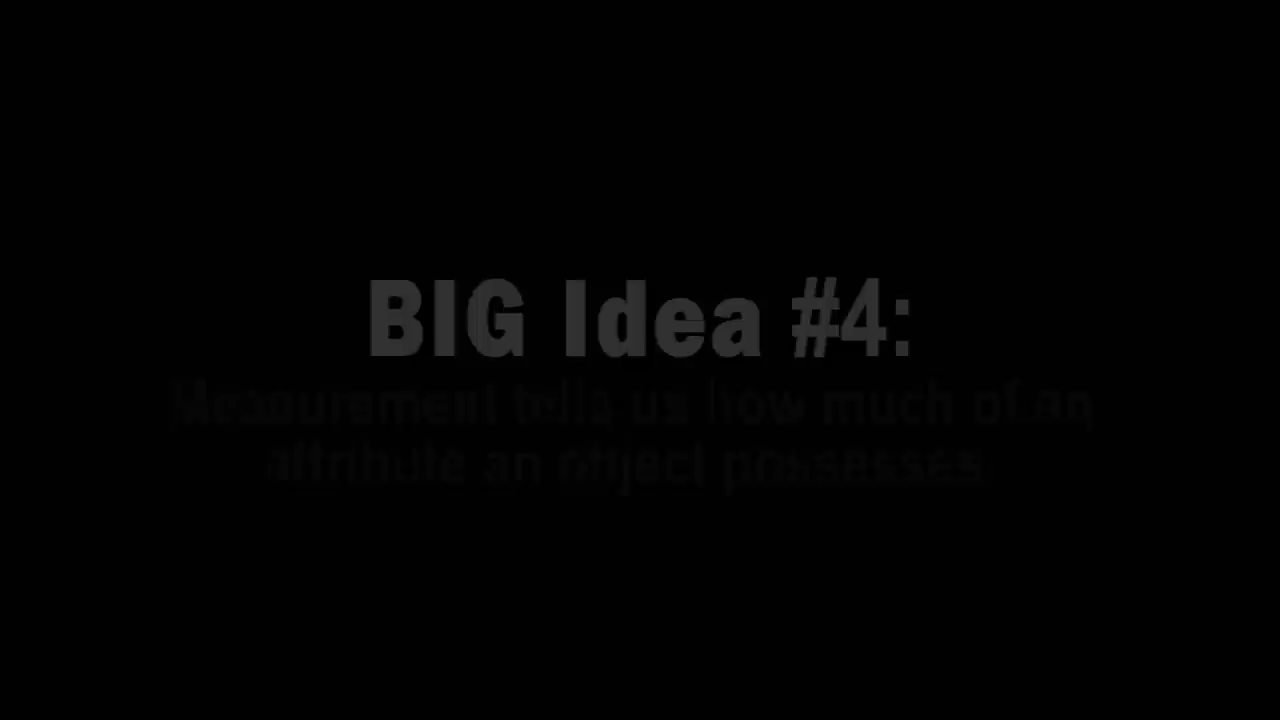 BIG Idea #4:
Measurement tells us how much of an
attribute an object possesses.